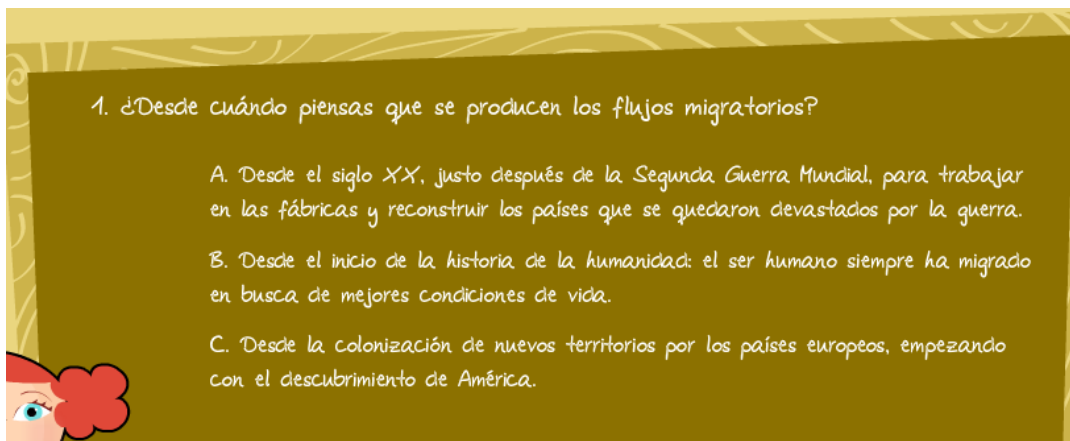 1. ¿Desde cuándo piensas que se producen los flujos migratorios?
A. Desde el siglo XX, justo después de la Segunda Guerra Mundial, para trabajar
en las fábricas y reconstruir los países que se quedaron devastados por la guerra.
B. Desde el inicio de la historia de la humanidad: el ser humano siempre ha migrado
en busca de mejores condiciones de vida.
C. Desde la colonización de nuevos territorios por los países europeos, empezando
con el descubrimiento de América.